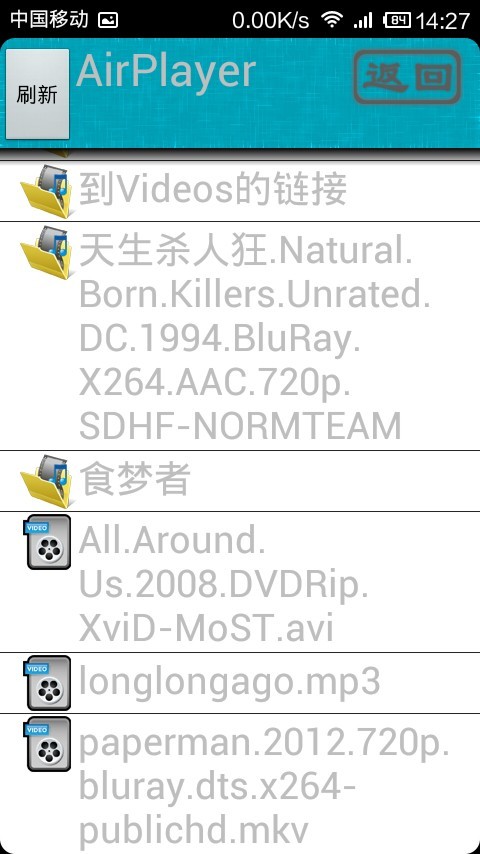 中国移动 0.00K/s 84 14:27
刷新 AirPlayer 返回
到Videos的链接
天生杀人狂.Natural.
Born.Killers.Unrated.
DC.1994.BluRay.
X264.AAC.720p.
SDHF-NORMTEAM
食梦者
VIDEO All.Around.
Us.2008.DVDRip.
XviD-MoST.avi
VIDEO longlongago.mp3
VIDEO paperman.2012.720p.
bluray.dts.x264-
publichd.mkv